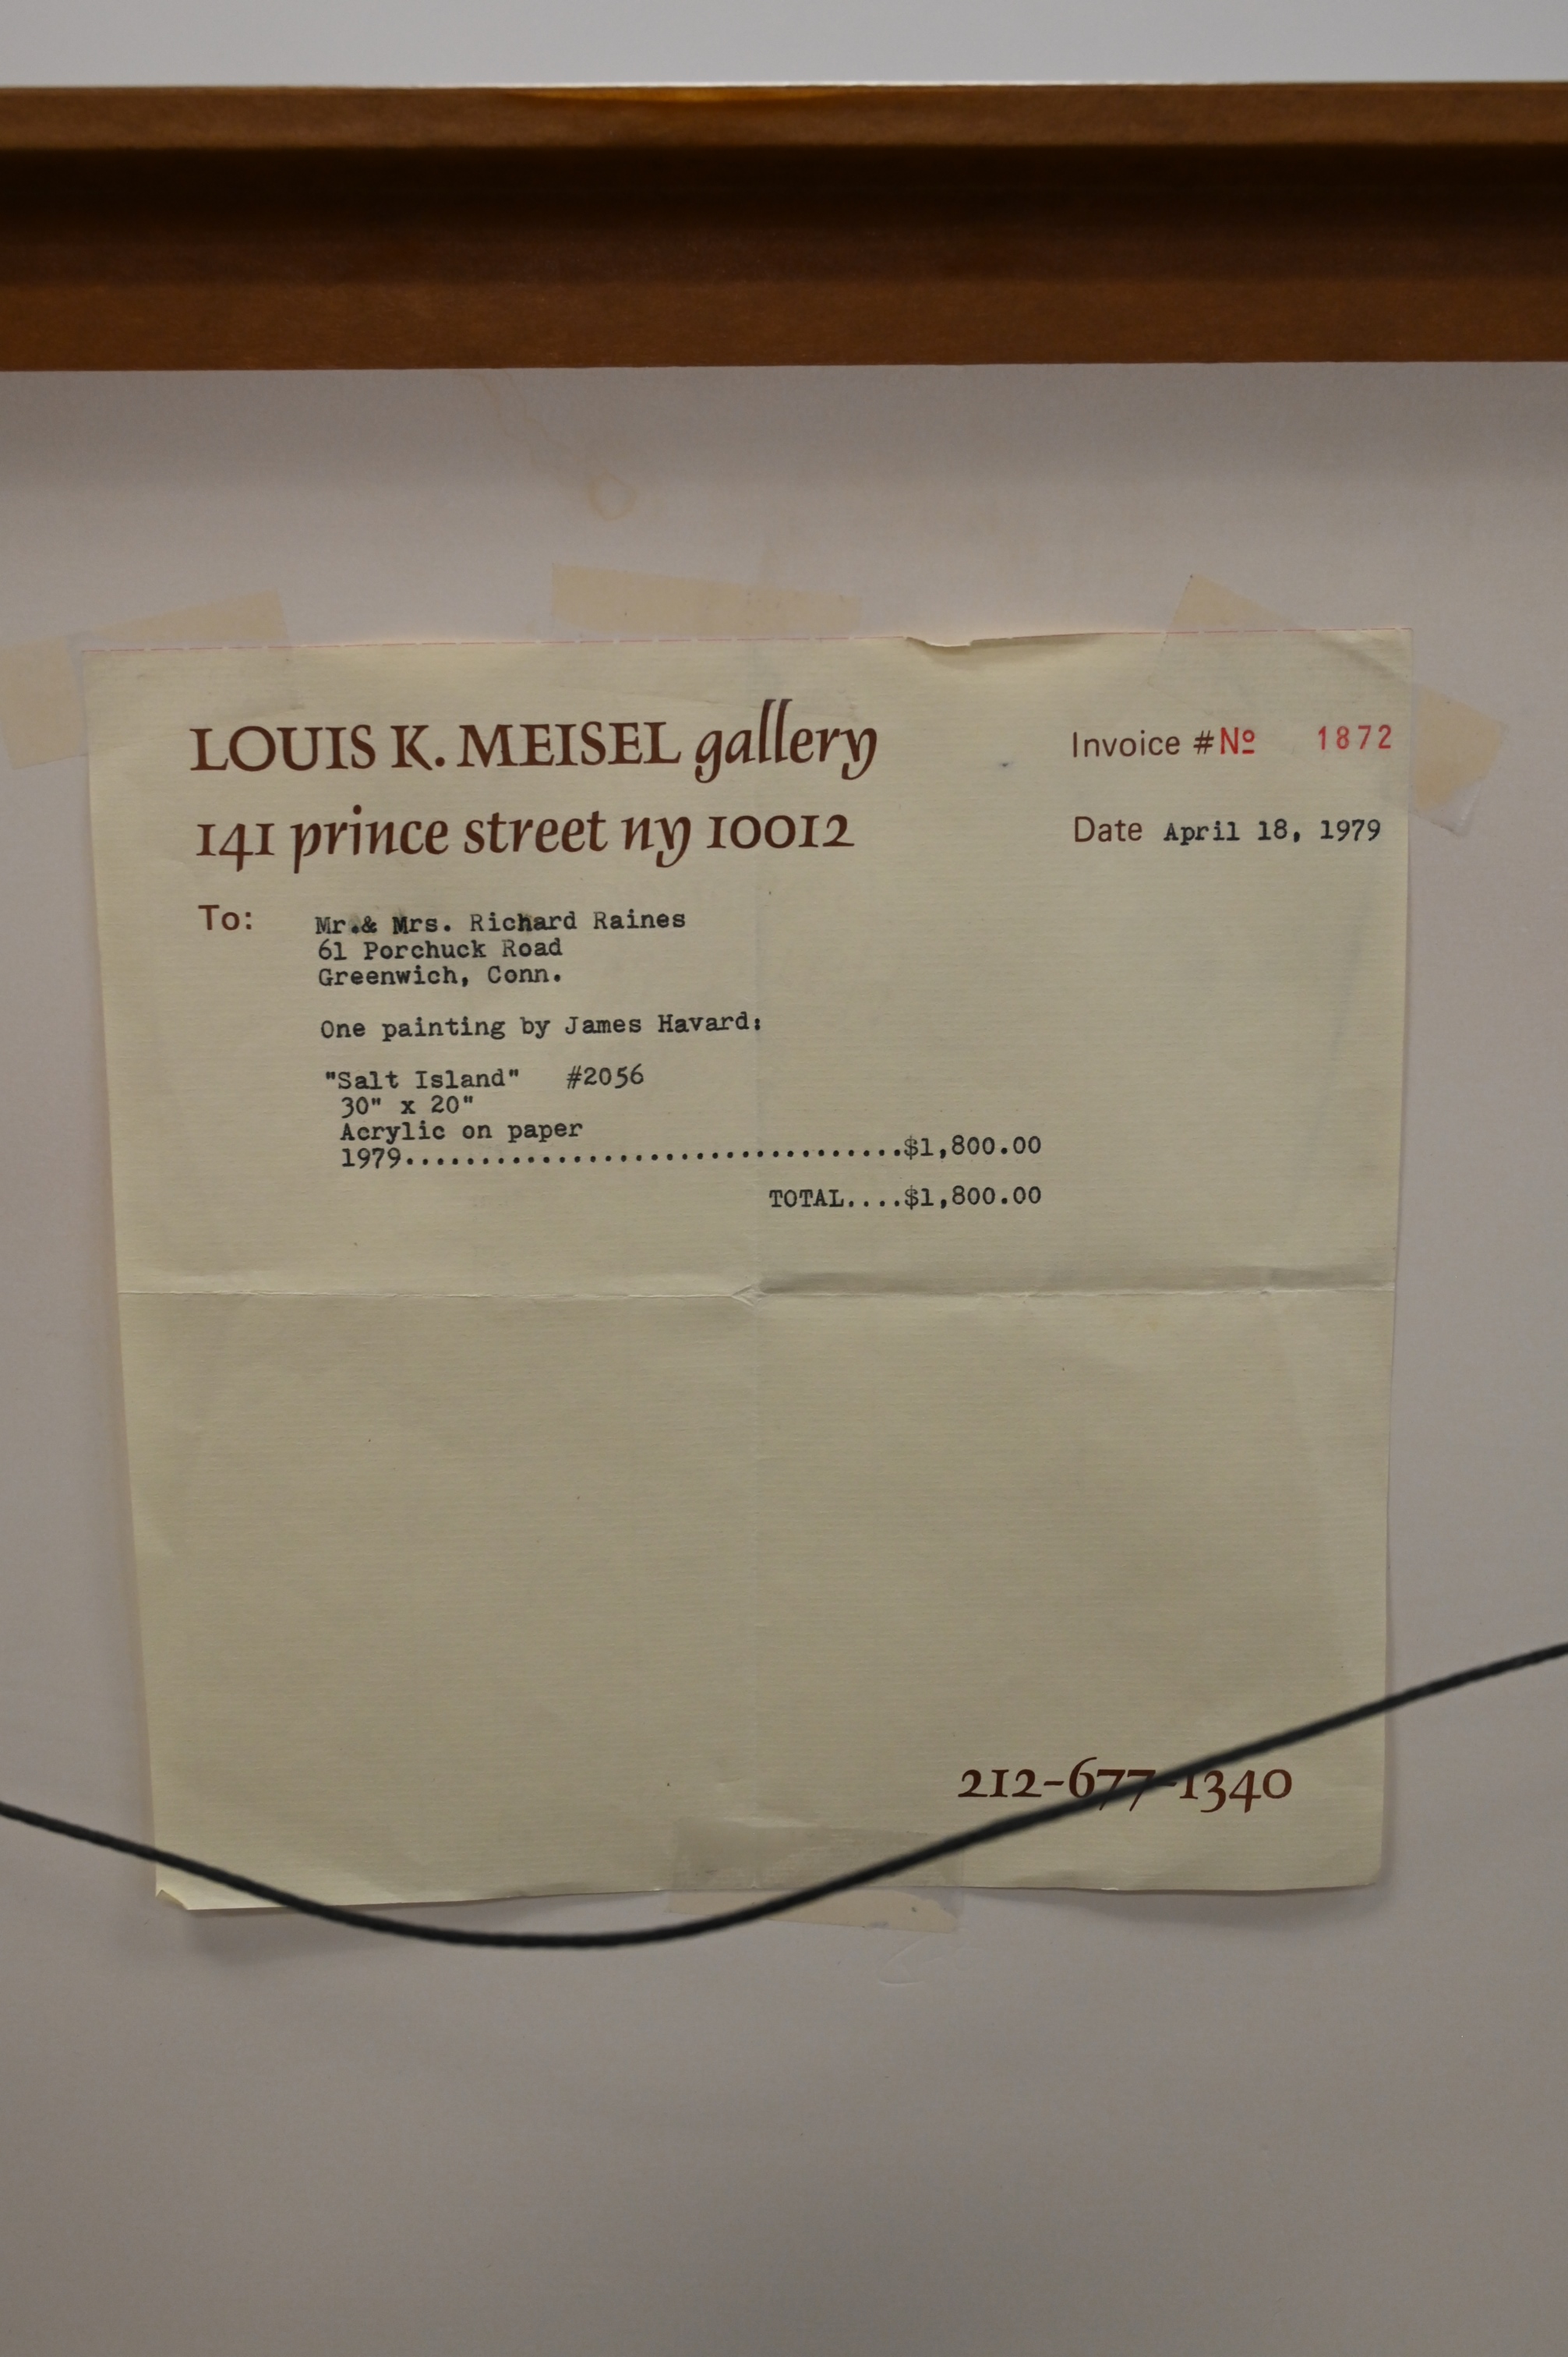 LOUIS K. MEISEL gallery
141 prince street ny 10012
Invoice #Nº 1872
Date April 18, 1979
To: Mr.& Mrs. Richard Raines
61 Porchuck Road
Greenwich, Conn.
One painting by James Havard:
"Salt Island" #2056
30" x 20"
Acrylic on paper
1979.................................$1,800.00
TOTAL....$1,800.00
212-677-1340